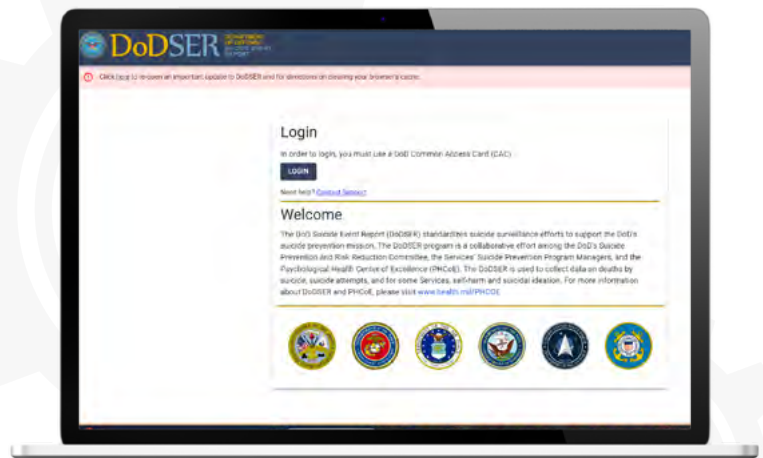 DoDSER DEPARTMENT
OF DEFENSE
SUICIDE EVENT
REPORT
Click here to review an important update to DoDSER and for directions on clearing your browser's cache.
Login
In order to login, you must use a DoD Common Access Card (CAC)
LOGIN
Need help? Contact Support
Welcome
The DoD Suicide Event Report (DoDSER) standardizes suicide surveillance efforts to support the DoD's
suicide prevention mission. The DoDSER program is a collaborative effort among the DoD's Suicide
Prevention and Risk Reduction Committee, the Services' Suicide Prevention Program Managers, and the
Psychological Health Center of Excellence (PHCoE). The DoDSER is used to collect data on deaths by
suicide, suicide attempts, and for some Services, self-harm and suicidal ideation. For more information
about DoDSER and PHCoE, please visit www.health.mil/PHCOE